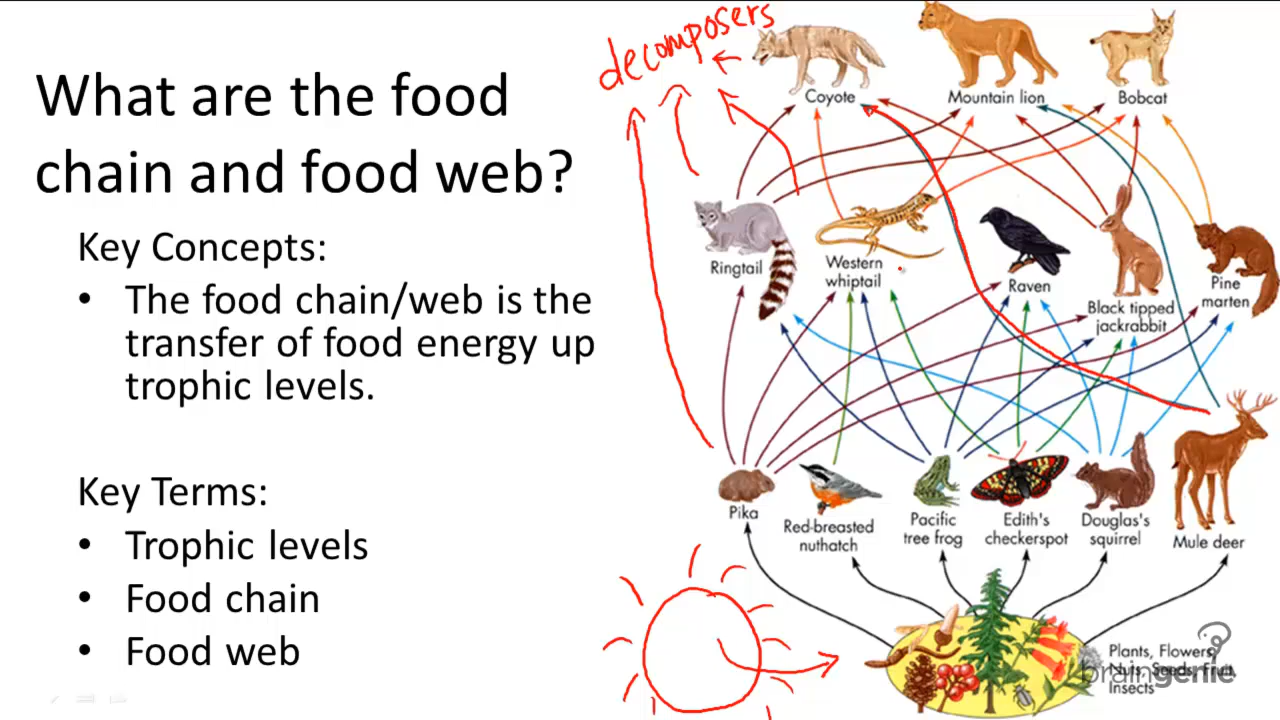 What are the food
chain and food web?
Key Concepts:
• The food chain/web is the
transfer of food energy up
trophic levels.
Key Terms:
• Trophic levels
• Food chain
• Food web
decomposers
Coyote
Mountain lion
Bobcat
Ringtail
Western
whiptail
Raven
Black tipped
jackrabbit
Pine
marten
Pika
Red-breasted
nuthatch
Pacific
tree frog
Edith's
checkerspot
Douglas's
squirrel
Mule deer
Plants, Flowers,
Nuts, Seeds, Fruit,
Insects
braingenie